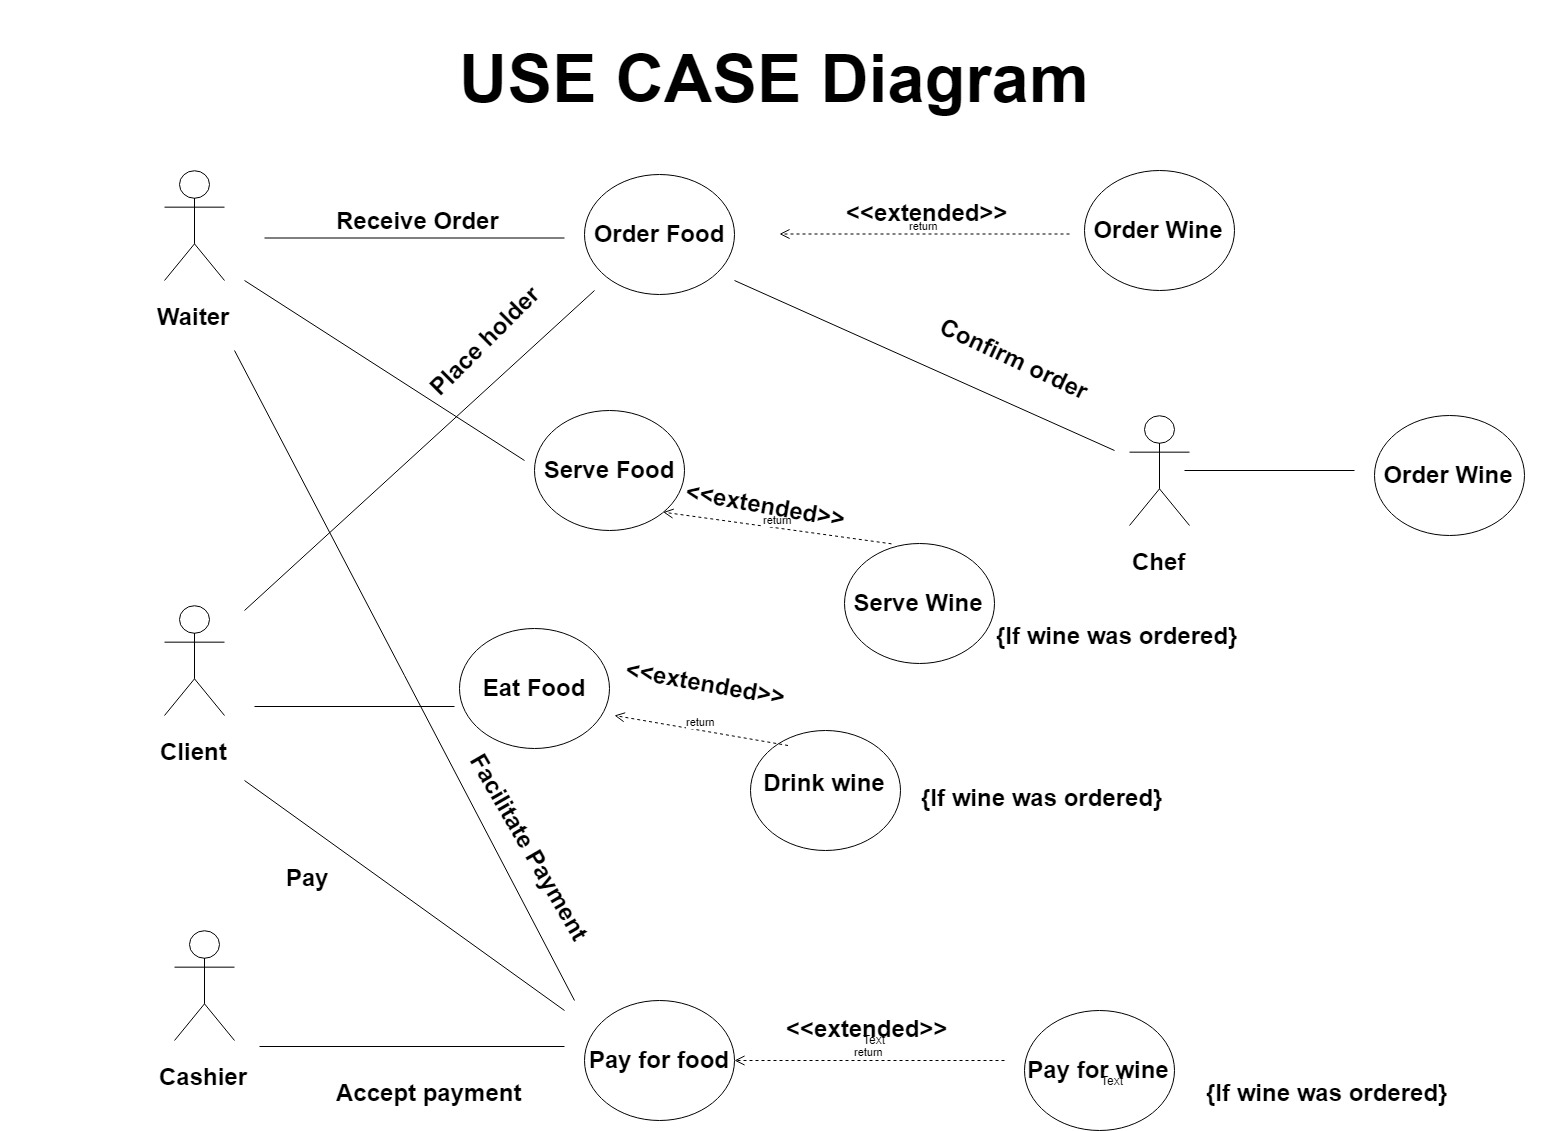 USE CASE Diagram
Receive Order
Order Food
<<extended>>
return
Order Wine
Waiter
Place holder
Confirm order
Serve Food
<<extended>>
return
Order Wine
Chef
Serve Wine
{If wine was ordered}
Eat Food
<<extended>>
return
Client
Drink wine
{If wine was ordered}
Facilitate Payment
Pay
<<extended>>
Text
return
Pay for food
Pay for wine
Text
Cashier
Accept payment
{If wine was ordered}